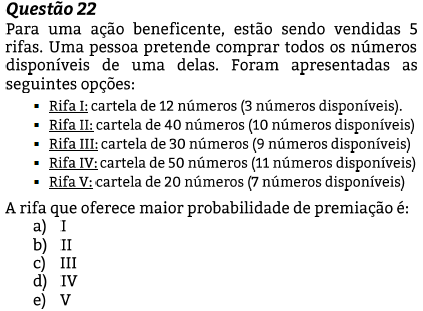 Questão 22
Para uma ação beneficente, estão sendo vendidas 5
rifas. Uma pessoa pretende comprar todos os números
disponíveis de uma delas. Foram apresentadas as
seguintes opções:
▪ Rifa I: cartela de 12 números (3 números disponíveis).
▪ Rifa II: cartela de 40 números (10 números disponíveis)
▪ Rifa III: cartela de 30 números (9 números disponíveis)
▪ Rifa IV: cartela de 50 números (11 números disponíveis)
▪ Rifa V: cartela de 20 números (7 números disponíveis)
A rifa que oferece maior probabilidade de premiação é:
a) I
b) II
c) III
d) IV
e) V